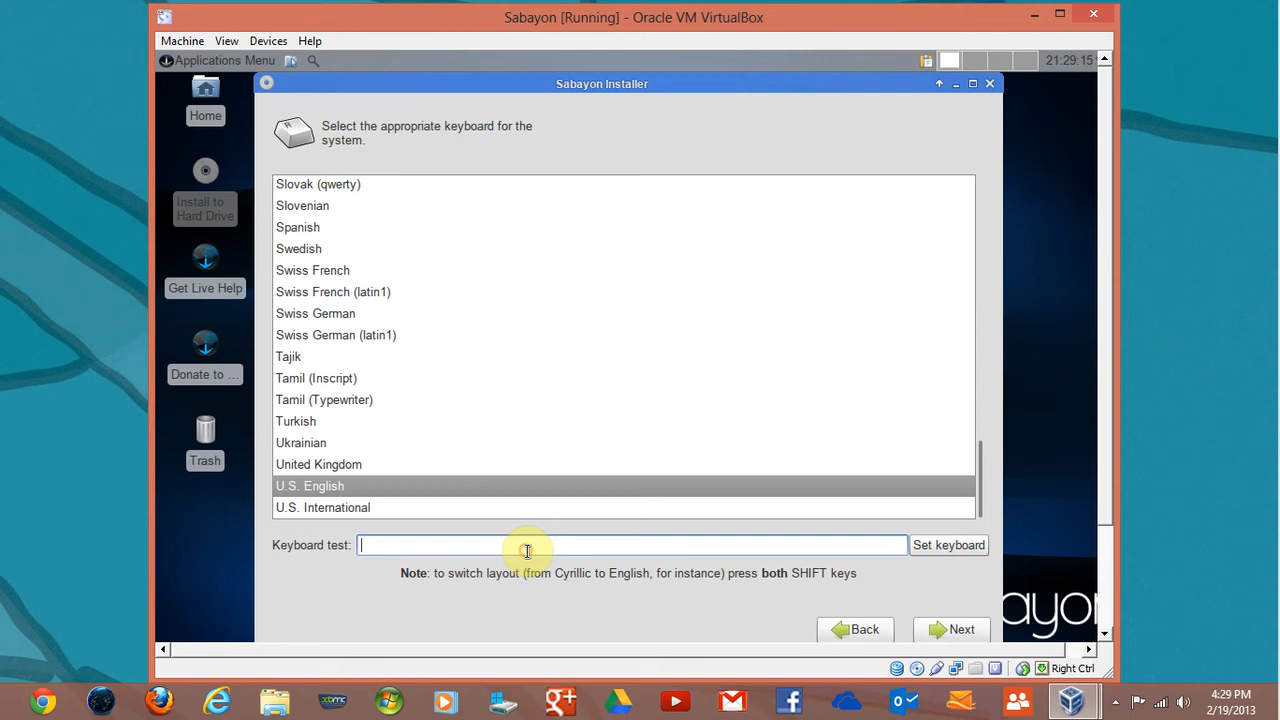 Sabayon [Running] - Oracle VM VirtualBox
Machine View Devices Help
Applications Menu
21:29:15
Sabayon Installer
Home
Install to
Hard Drive
Get Live Help
Donate to ...
Trash
Select the appropriate keyboard for the
system.
Slovak (qwerty)
Slovenian
Spanish
Swedish
Swiss French
Swiss French (latin1)
Swiss German
Swiss German (latin1)
Tajik
Tamil (Inscript)
Tamil (Typewriter)
Turkish
Ukrainian
United Kingdom
U.S. English
U.S. International
Keyboard test:
Set keyboard
Note: to switch layout (from Cyrillic to English, for instance) press both SHIFT keys
Back
Next
ayon
Right Ctrl
xbmc
4:29 PM
2/19/2013